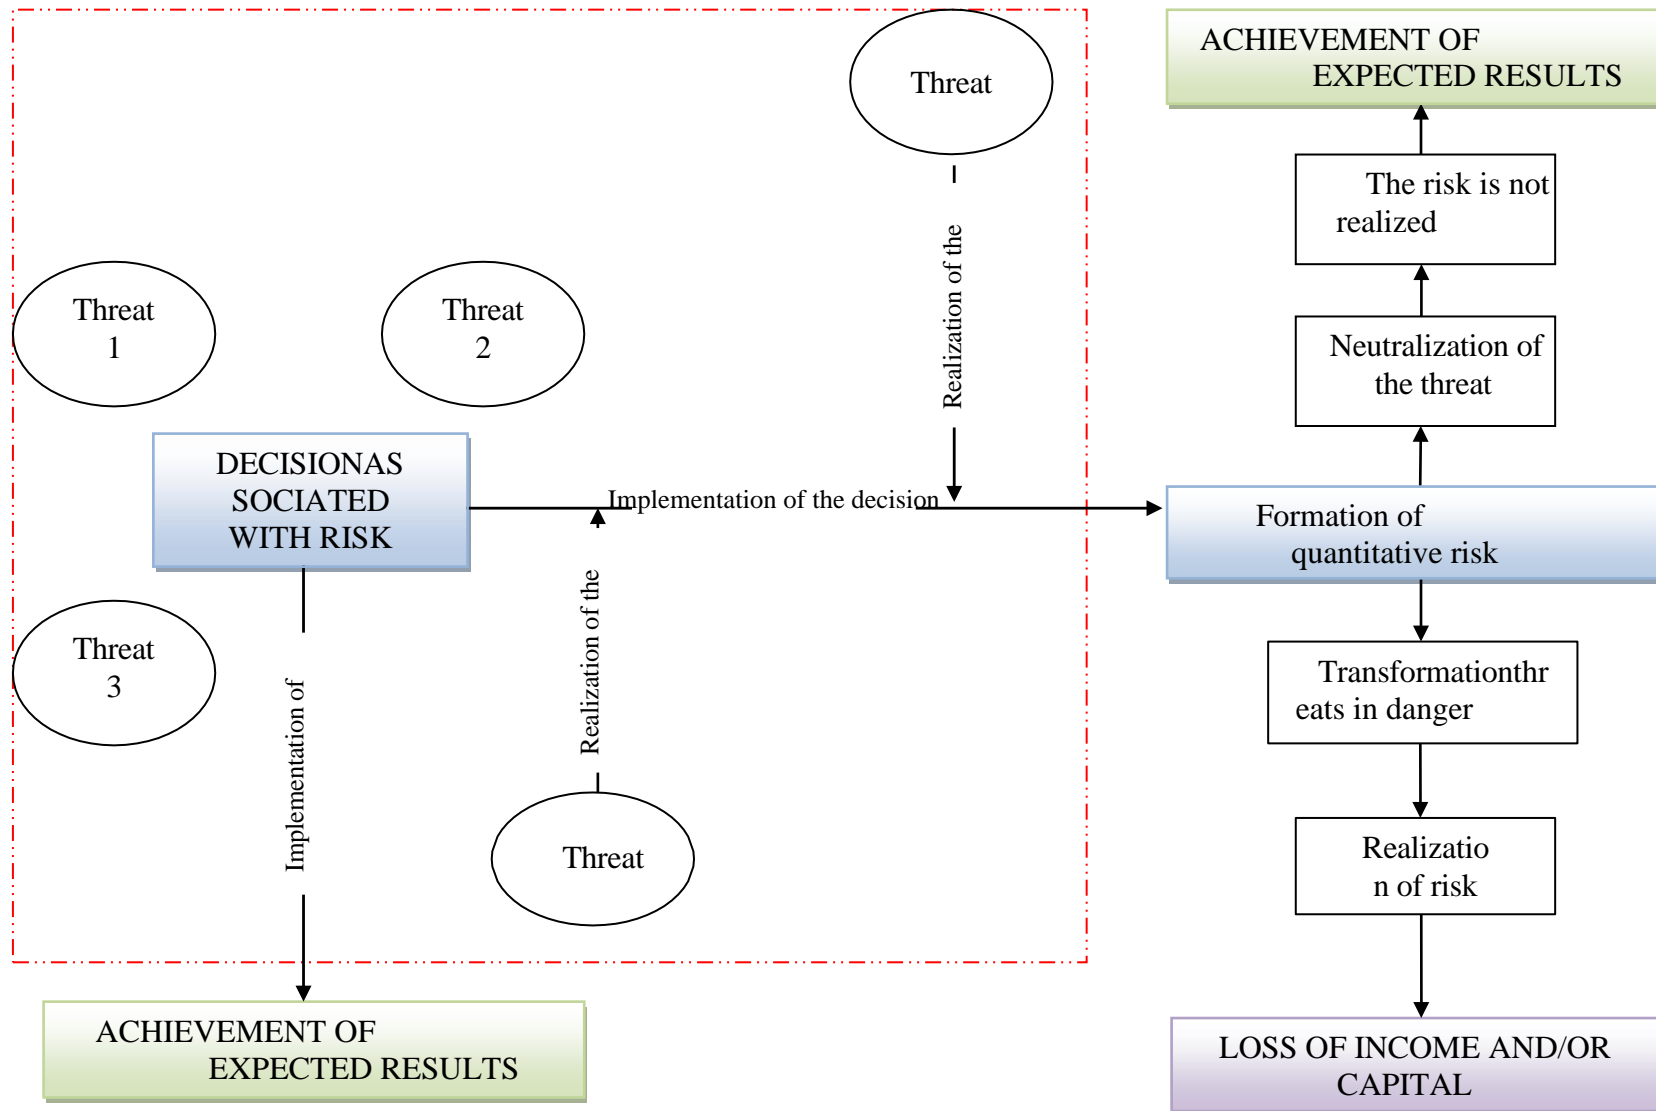 Threat
ACHIEVEMENT OF
EXPECTED RESULTS
The risk is not
realized
Realization of the
Threat
1
Threat
2
Neutralization of
the threat
DECISIONAS
SOCIATED
WITH RISK
Implementation of the decision
Formation of
quantitative risk
Realization of the
Threat
3
Implementation of
Transformationthr
eats in danger
Threat
Realizatio
n of risk
ACHIEVEMENT OF
EXPECTED RESULTS
LOSS OF INCOME AND/OR
CAPITAL